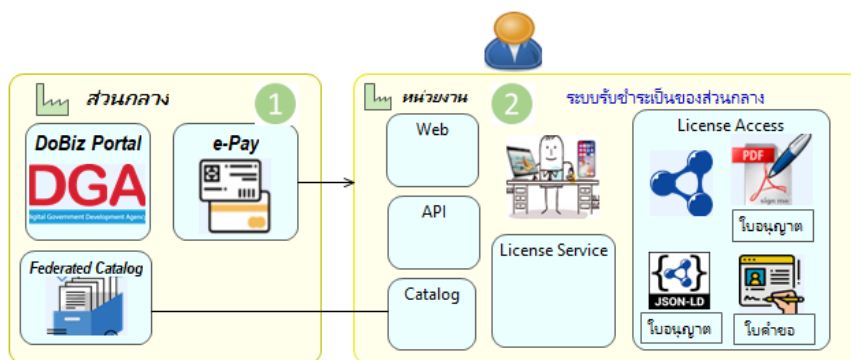 ส่วนกลาง
1
DoBiz Portal
DGA
Digital Government Development Agency
e-Pay
Federated Catalog
หน่วยงาน
2
ระบบรับชำระเป็นของส่วนกลาง
Web
API
Catalog
License Service
License Access
PDF
sign me
ใบอนุญาต
JSON-LD
ใบอนุญาต
ใบคำขอ